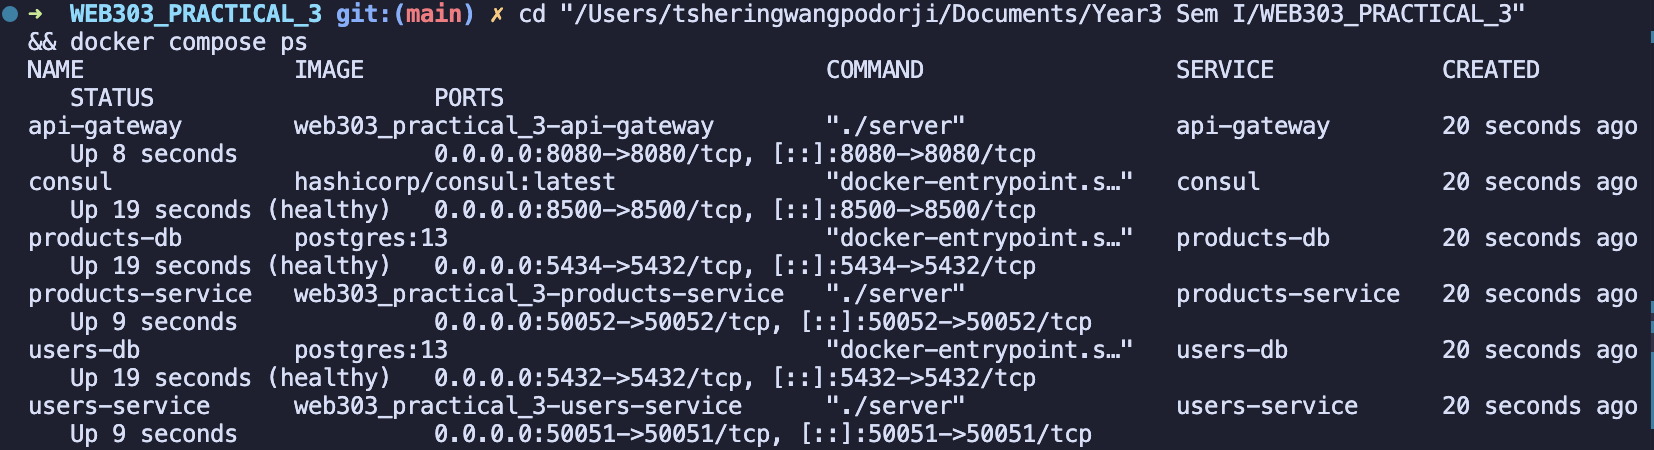 ➜  WEB303_PRACTICAL_3 git:(main) ✗ cd "/Users/tsheringwangpodorji/Documents/Year3 Sem I/WEB303_PRACTICAL_3"
&& docker compose ps
NAME               IMAGE                                 COMMAND                  SERVICE            CREATED
   STATUS                    PORTS
api-gateway        web303_practical_3-api-gateway        "./server"               api-gateway        20 seconds ago
   Up 8 seconds              0.0.0.0:8080->8080/tcp, [::]:8080->8080/tcp
consul             hashicorp/consul:latest               "docker-entrypoint.s…"   consul             20 seconds ago
   Up 19 seconds (healthy)   0.0.0.0:8500->8500/tcp, [::]:8500->8500/tcp
products-db        postgres:13                           "docker-entrypoint.s…"   products-db        20 seconds ago
   Up 19 seconds (healthy)   0.0.0.0:5434->5432/tcp, [::]:5434->5432/tcp
products-service   web303_practical_3-products-service   "./server"               products-service   20 seconds ago
   Up 9 seconds              0.0.0.0:50052->50052/tcp, [::]:50052->50052/tcp
users-db           postgres:13                           "docker-entrypoint.s…"   users-db           20 seconds ago
   Up 19 seconds (healthy)   0.0.0.0:5432->5432/tcp, [::]:5432->5432/tcp
users-service      web303_practical_3-users-service      "./server"               users-service      20 seconds ago
   Up 9 seconds              0.0.0.0:50051->50051/tcp, [::]:50051->50051/tcp